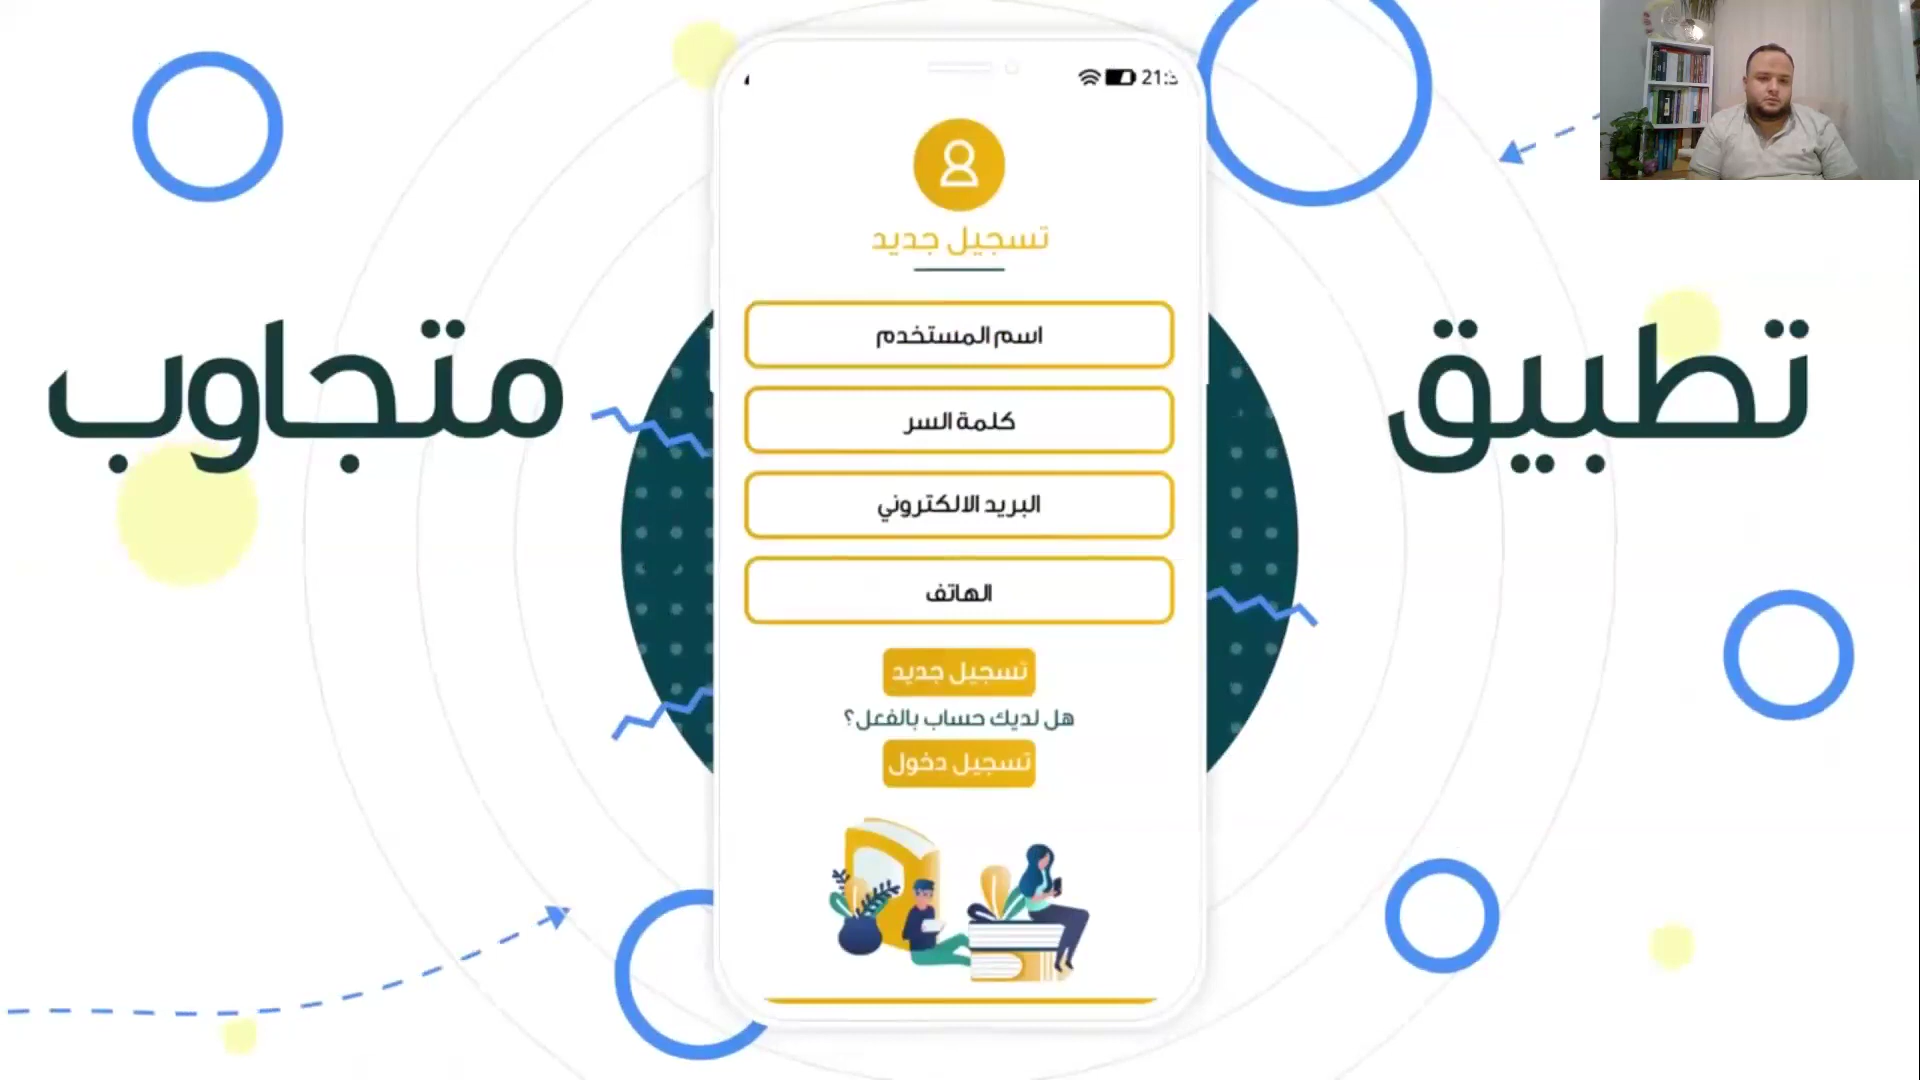 21:3
تسجيل جديد
تطبيق
متجاوب
اسم المستخدم
كلمة السر
البريد الالكتروني
الهاتف
تسجيل جديد
هل لديك حساب بالفعل؟
تسجيل دخول